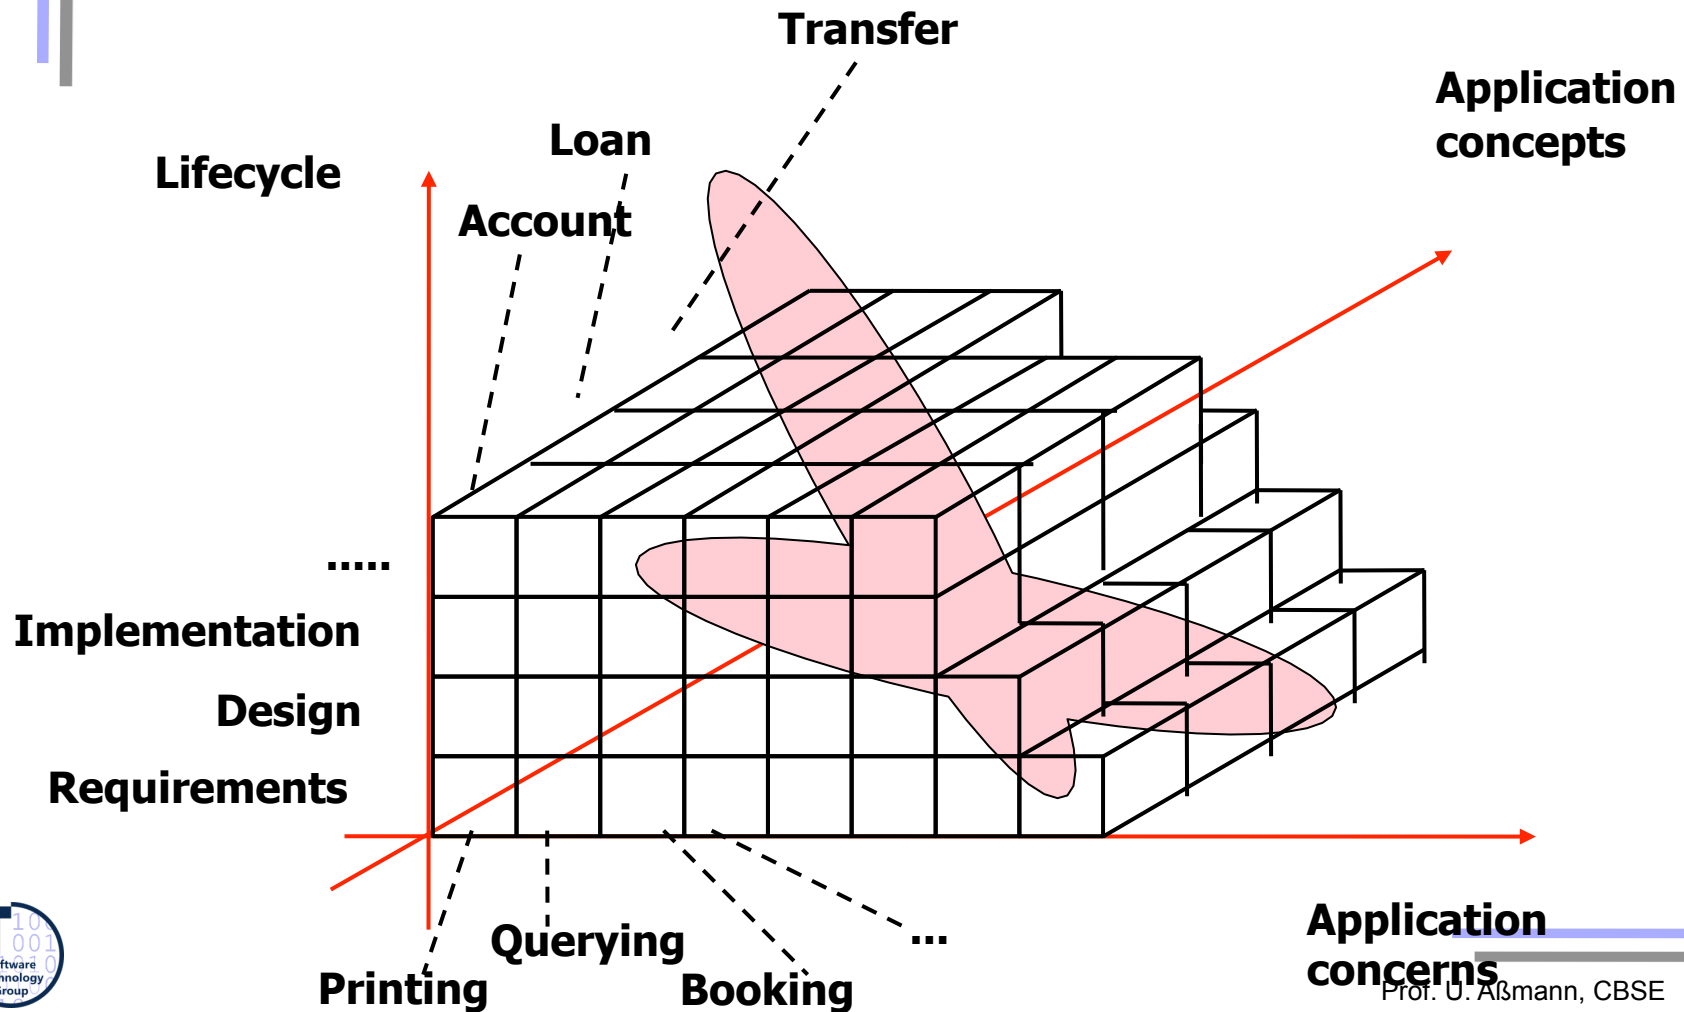 Transfer
Application
concepts
Loan
Lifecycle
Account
.....
Implementation
Design
Requirements
Querying
...
Printing
Booking
Application
concerns
Prof. U. Aßmann, CBSE